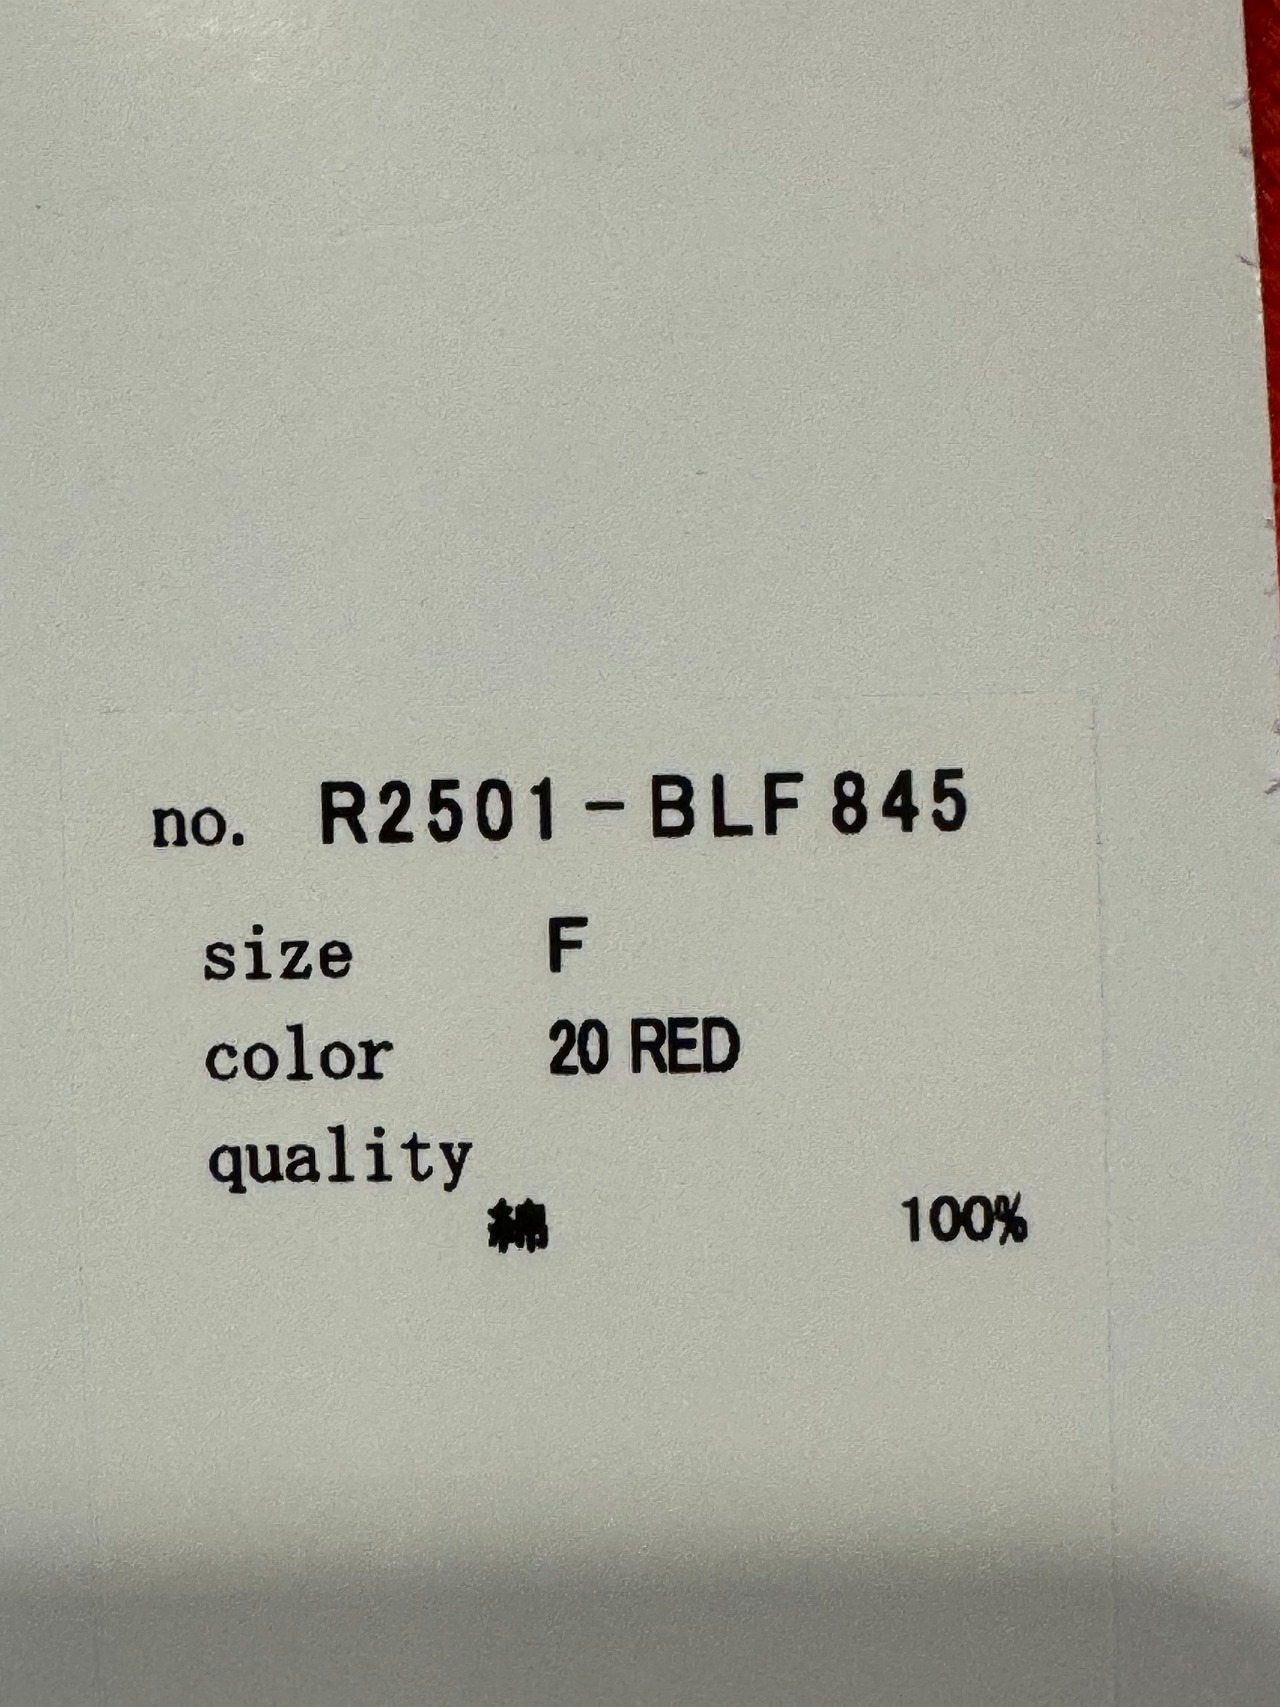 no. R2501-BLF845
size F
color 20 RED
quality
綿 100%